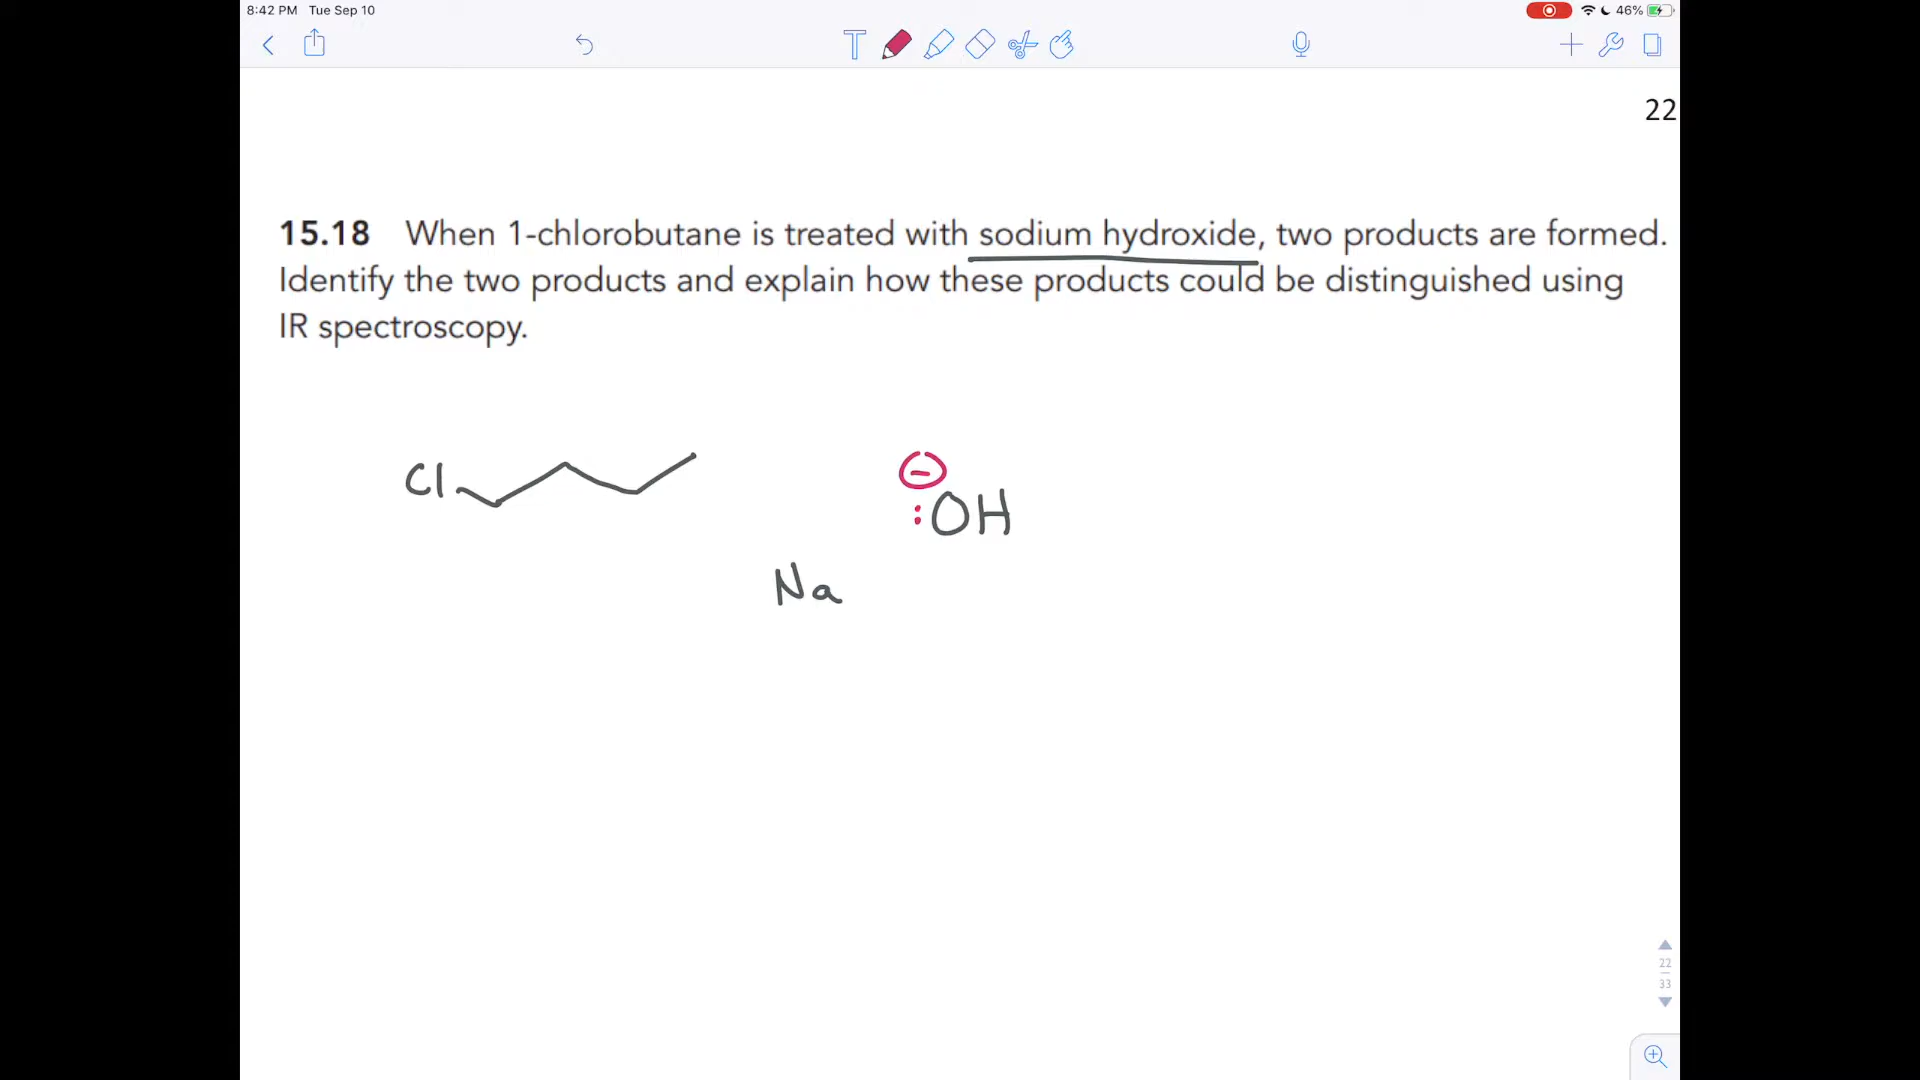 8:42 PM Tue Sep 10 46%
T
22
15.18 When 1-chlorobutane is treated with sodium hydroxide, two products are formed.
Identify the two products and explain how these products could be distinguished using
IR spectroscopy.
Cl
−
:OH
Na
22
33